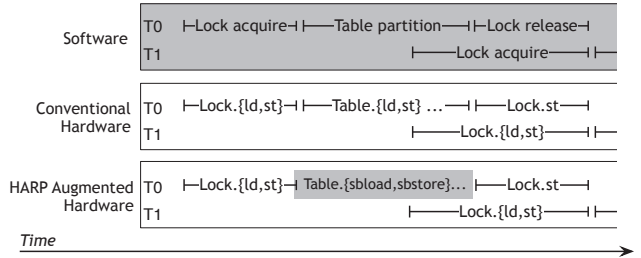 Software
T0 Lock acquire Table partition Lock release
T1 Lock acquire
Conventional
Hardware
T0 Lock.{ld,st} Table.{ld,st} ... Lock.st
T1 Lock.{ld,st}
HARP Augmented
Hardware
T0 Lock.{ld,st} Table.{sbload,sbstore}... Lock.st
T1 Lock.{ld,st}
Time